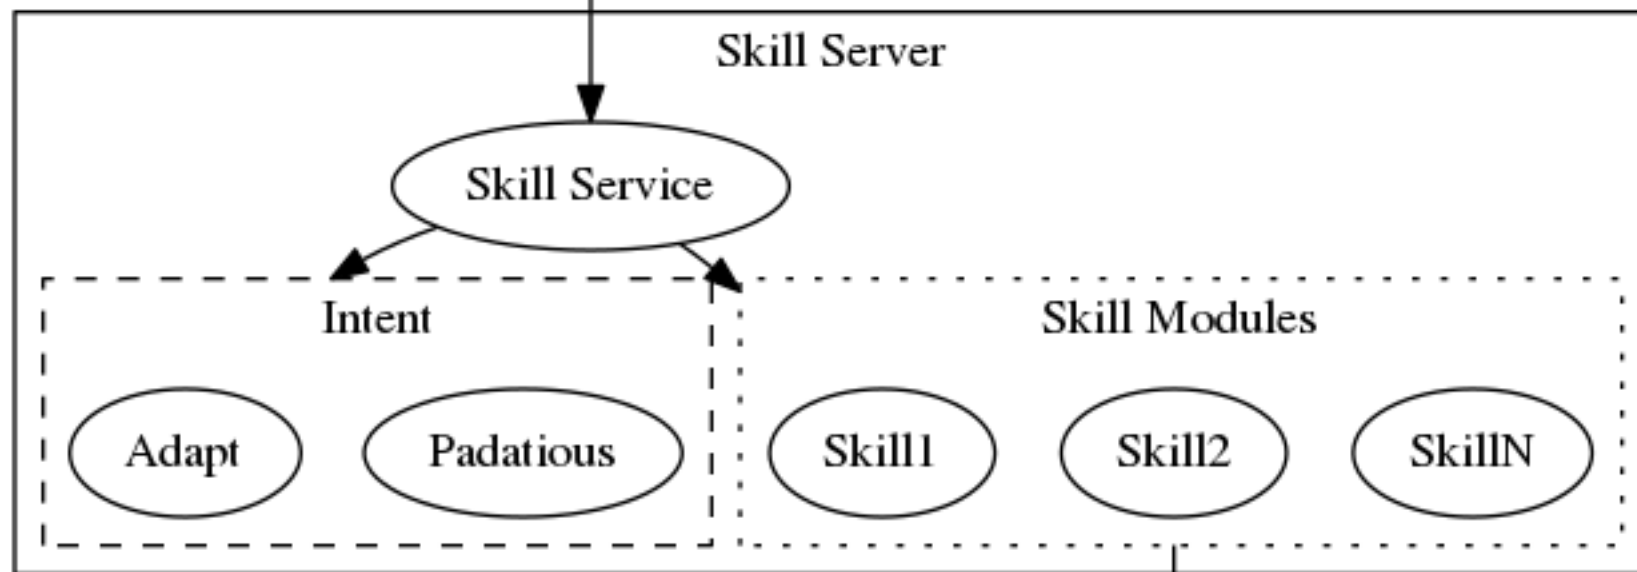 Skill Server
Skill Service
Intent
Skill Modules
Adapt
Padatious
Skill1
Skill2
SkillN